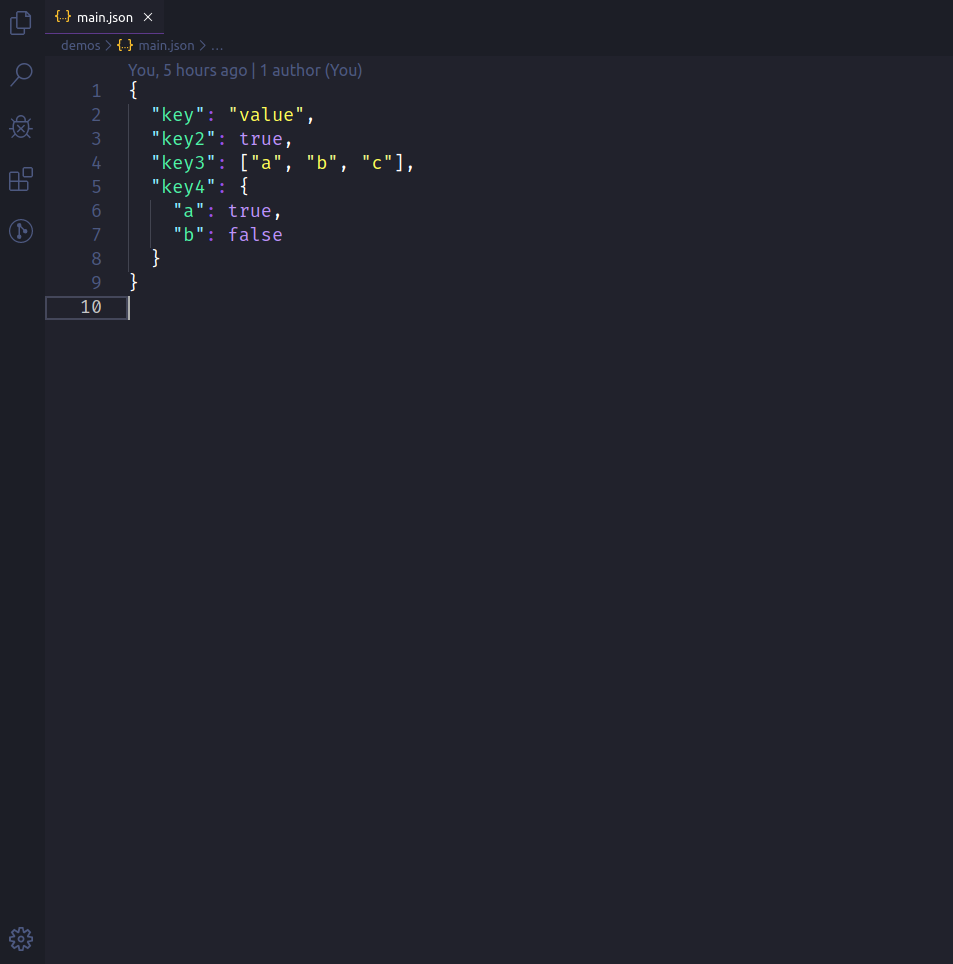 {..} main.json ×
demos > {..} main.json > ...
You, 5 hours ago | 1 author (You)
1 {
2   "key": "value",
3   "key2": true,
4   "key3": ["a", "b", "c"],
5   "key4": {
6     "a": true,
7     "b": false
8   }
9 }
10